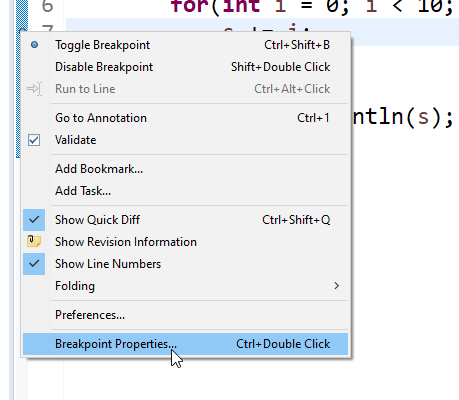 6 for(int i = 0; i < 10;
7
Toggle Breakpoint Ctrl+Shift+B
Disable Breakpoint Shift+Double Click
Run to Line Ctrl+Alt+Click
Go to Annotation Ctrl+1
Validate
ntln(s);
Add Bookmark...
Add Task...
Show Quick Diff Ctrl+Shift+Q
Show Revision Information
Show Line Numbers
Folding
Preferences...
Breakpoint Properties... Ctrl+Double Click